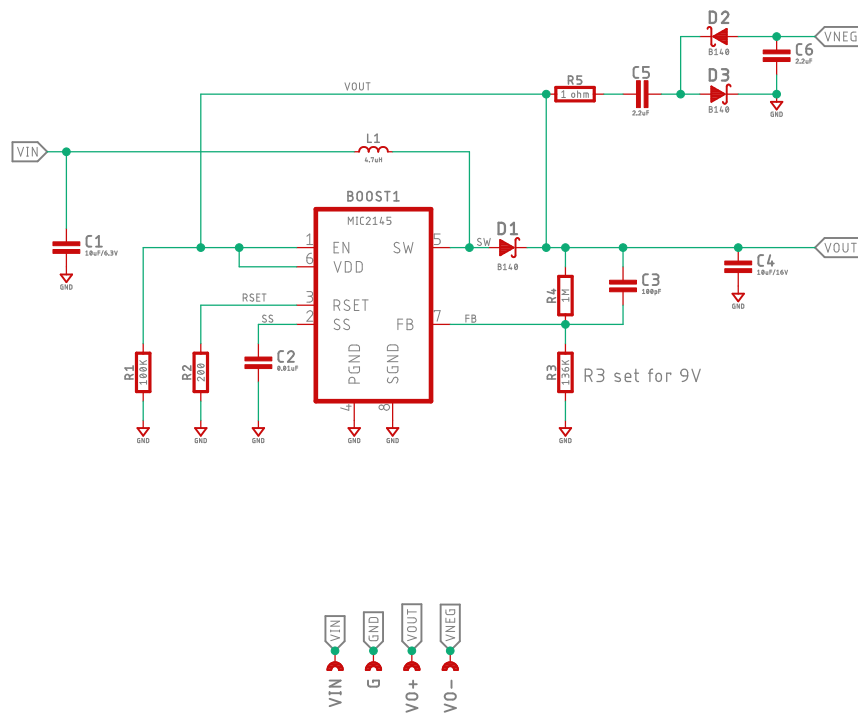 D2
B140
VNEG
C6
2.2uF
D3
B140
GND
R5
1 ohm
C5
2.2uF
VOUT
VIN
L1
4.7uH
C1
10uF/6.3V
GND
BOOST1
MIC2145
1
EN
SW
5
SW
D1
B140
VOUT
6
VDD
C4
10uF/16V
GND
R4
1M
C3
100pF
RSET
3
RSET
SS
2
SS
FB
7
FB
PGND
SGND
4
8
GND
GND
C2
0.01uF
GND
R1
100K
GND
R2
200
GND
R3
136K
R3 set for 9V
GND
VIN
GND
VOUT
VNEG
VIN
G
VO+
VO-